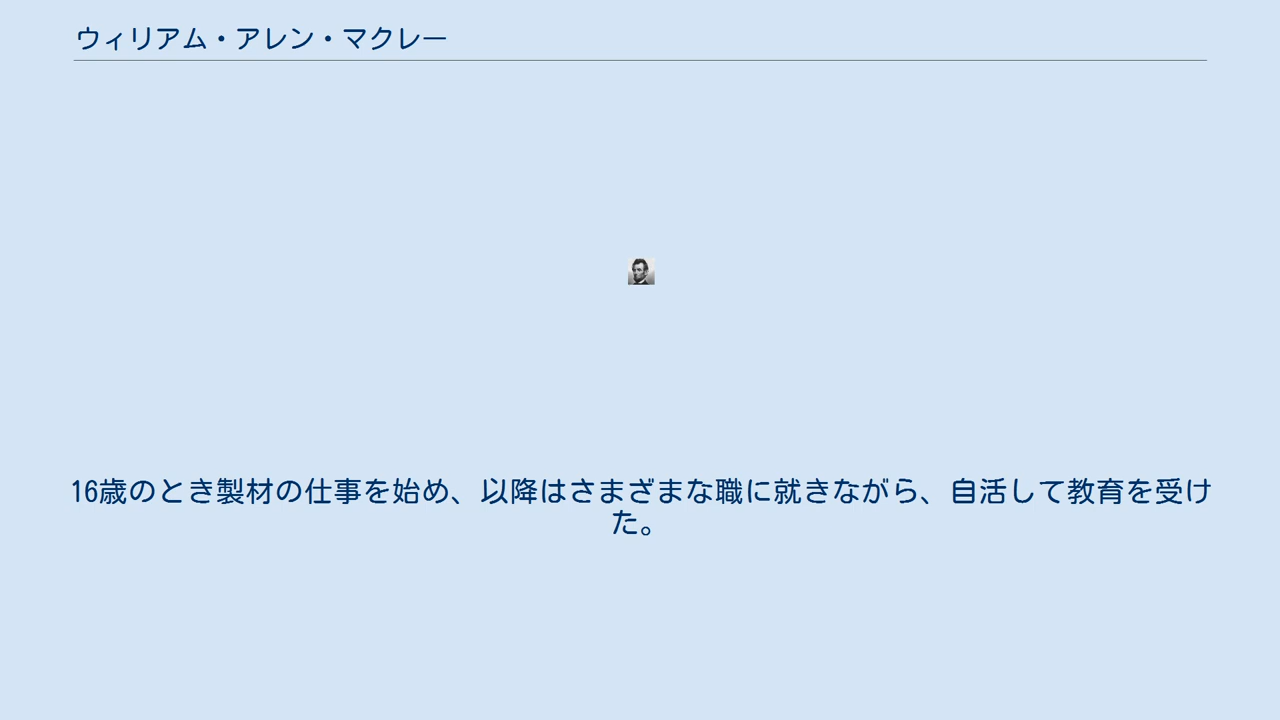 ウィリアム・アレン・マクレー
16歳のとき製材の仕事を始め、以降はさまざまな職に就きながら、自活して教育を受け
た。